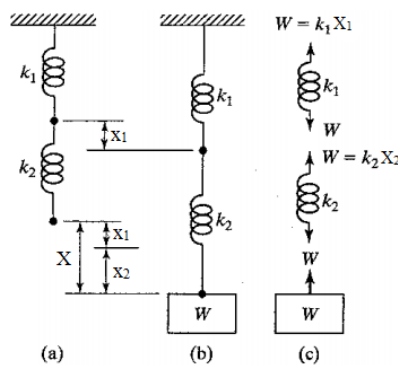 W = k₁X₁
k₁
k₁
k₁
X₁
W
k₂
W = k₂X₂
k₂
k₂
X₁
X
X₂
W
W
W
(a) (b) (c)